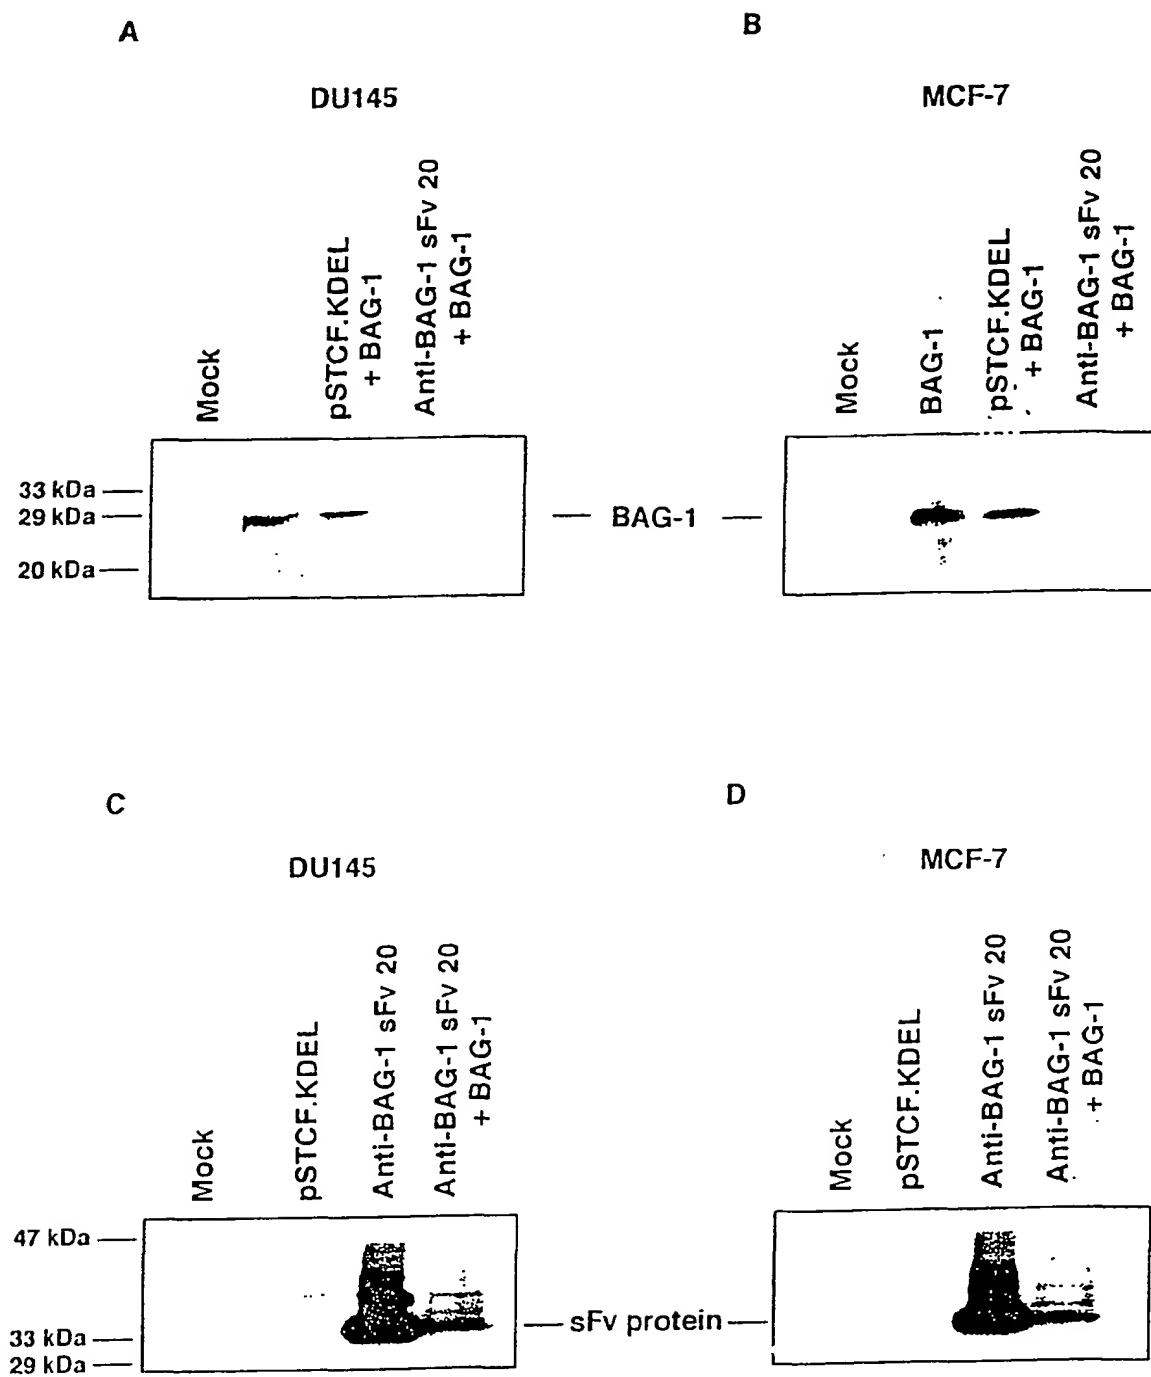 A
B
DU145
MCF-7
Mock
pSTCF.KDEL
+ BAG-1
Anti-BAG-1 sFv 20
+ BAG-1
Mock
BAG-1
pSTCF.KDEL
+ BAG-1
Anti-BAG-1 sFv 20
+ BAG-1
33 kDa
29 kDa
20 kDa
BAG-1
C
D
DU145
MCF-7
Mock
pSTCF.KDEL
Anti-BAG-1 sFv 20
Anti-BAG-1 sFv 20
+ BAG-1
Mock
pSTCF.KDEL
Anti-BAG-1 sFv 20
Anti-BAG-1 sFv 20
+ BAG-1
47 kDa
33 kDa
29 kDa
sFv protein